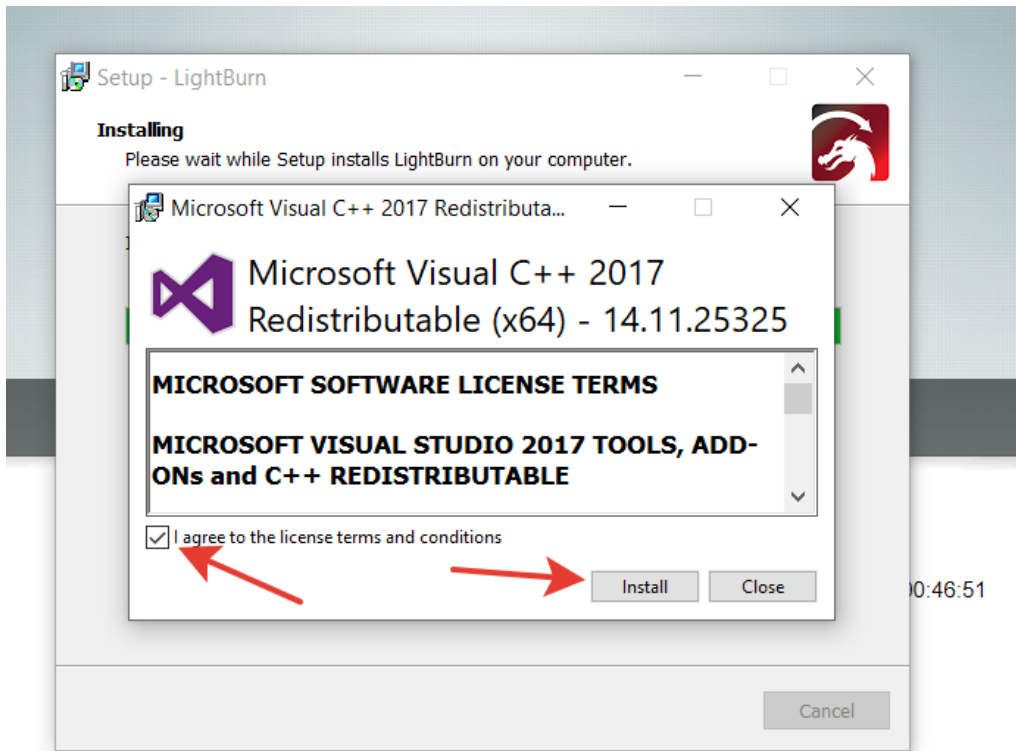 Setup - LightBurn
Installing
Please wait while Setup installs LightBurn on your computer.
Microsoft Visual C++ 2017 Redistributa...
Microsoft Visual C++ 2017
Redistributable (x64) - 14.11.25325
MICROSOFT SOFTWARE LICENSE TERMS
MICROSOFT VISUAL STUDIO 2017 TOOLS, ADD-
ONs and C++ REDISTRIBUTABLE
I agree to the license terms and conditions
Install Close
0:46:51
Cancel